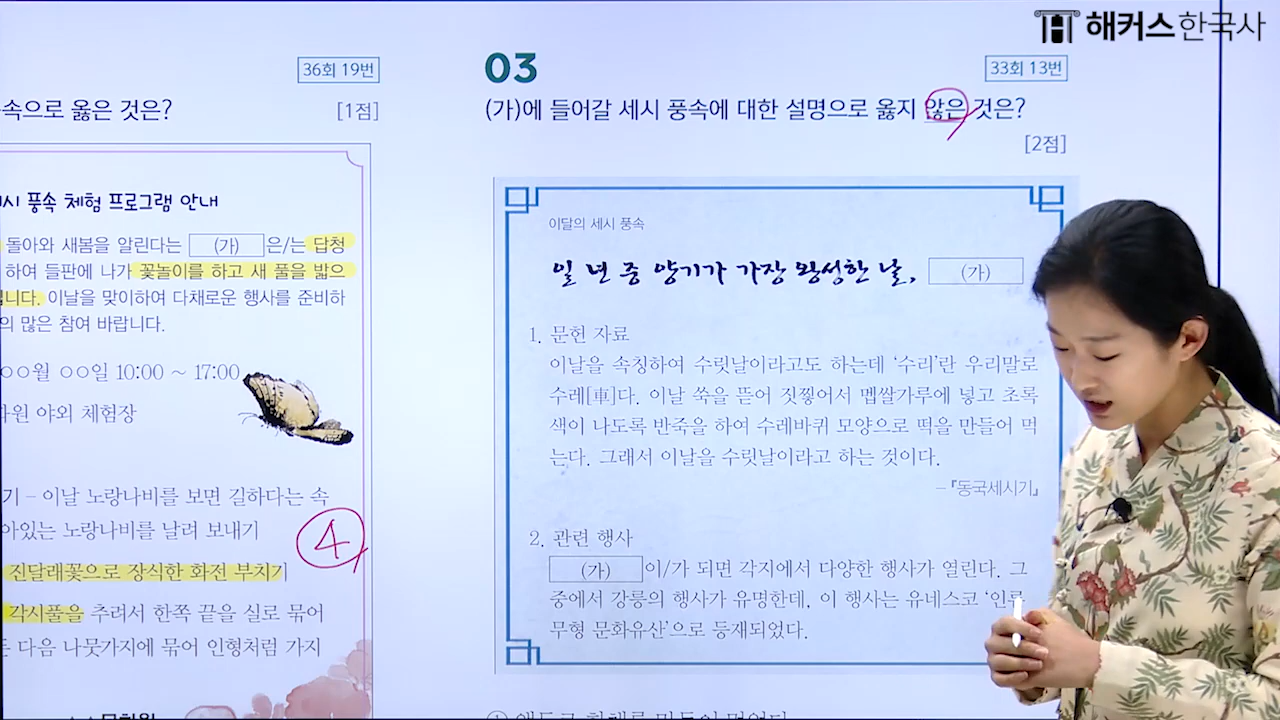 해커스한국사
36회 19번
속으로 옳은 것은?
[1점]
시 풍속 체험 프로그램 안내
돌아와 새봄을 알린다는 (가) 은/는 답청
하여 들판에 나가 꽃놀이를 하고 새 풀을 밟으
니다. 이날을 맞이하여 다채로운 행사를 준비하
의 많은 참여 바랍니다.
○○월 ○○일 10:00 ~ 17:00
원 야외 체험장
기 – 이날 노랑나비를 보면 길하다는 속
아있는 노랑나비를 날려 보내기
진달래꽃으로 장식한 화전 부치기
각시풀을 추려서 한쪽 끝을 실로 묶어
다음 나뭇가지에 묶어 인형처럼 가지
④
03
33회 13번
(가)에 들어갈 세시 풍속에 대한 설명으로 옳지 않은 것은?
[2점]
이달의 세시 풍속
일 년 중 양기가 가장 왕성한 날, (가)
1. 문헌 자료
이날을 속칭하여 수릿날이라고도 하는데 ‘수리’란 우리말로
수레[車]다. 이날 쑥을 뜯어 짓찧어서 멥쌀가루에 넣고 초록
색이 나도록 반죽을 하여 수레바퀴 모양으로 떡을 만들어 먹
는다. 그래서 이날을 수릿날이라고 하는 것이다.
– 『동국세시기』
2. 관련 행사
(가) 이/가 되면 각지에서 다양한 행사가 열린다. 그
중에서 강릉의 행사가 유명한데, 이 행사는 유네스코 ‘인류
무형 문화유산’으로 등재되었다.